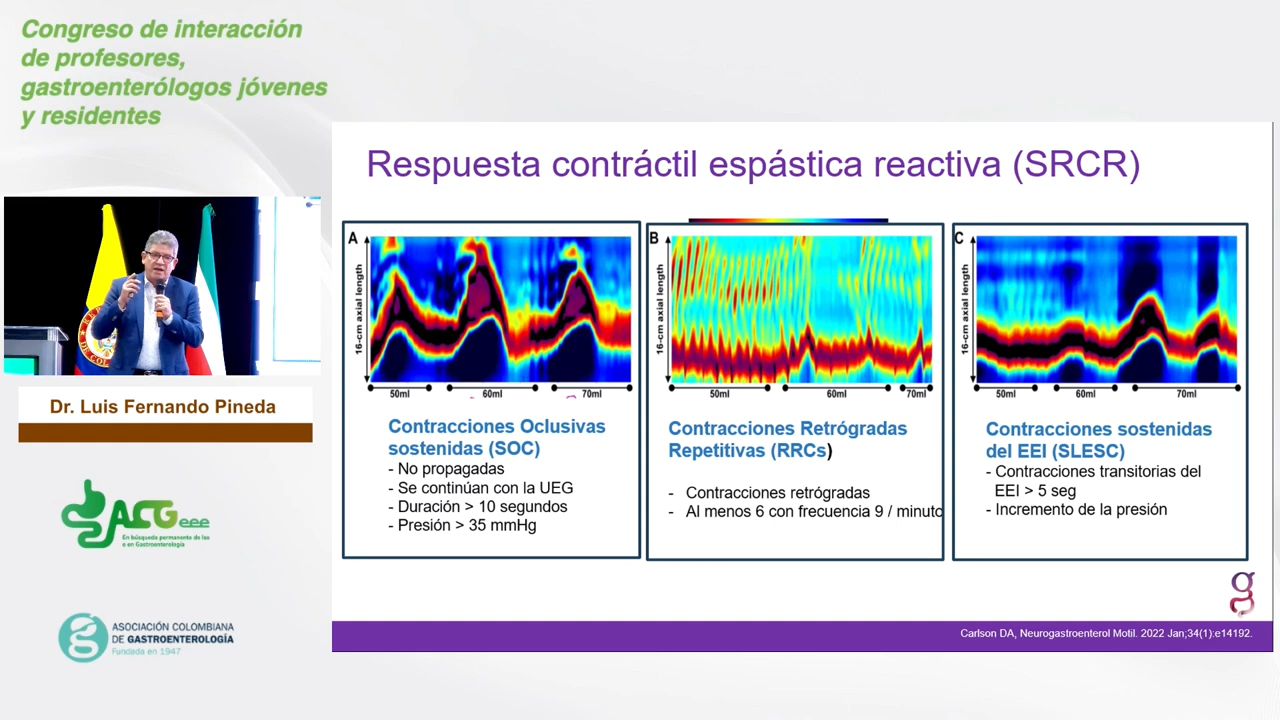 Congreso de interacción
de profesores,
gastroenterólogos jóvenes
y residentes
Dr. Luis Fernando Pineda
ACGeee
En búsqueda permanente de las
e en Gastroenterología
ASOCIACIÓN COLOMBIANA
DE GASTROENTEROLOGÍA
Fundada en 1947
Respuesta contráctil espástica reactiva (SRCR)
A
16-cm axial length
50ml 60ml 70ml
Contracciones Oclusivas
sostenidas (SOC)
- No propagadas
- Se continúan con la UEG
- Duración > 10 segundos
- Presión > 35 mmHg
B
16-cm axial length
50ml 60ml 70ml
Contracciones Retrógradas
Repetitivas (RRCs)
- Contracciones retrógradas
- Al menos 6 con frecuencia 9 / minuto
C
16-cm axial length
50ml 60ml 70ml
Contracciones sostenidas
del EEI (SLESC)
- Contracciones transitorias del
EEI > 5 seg
- Incremento de la presión
Carlson DA, Neurogastroenterol Motil. 2022 Jan;34(1):e14192.